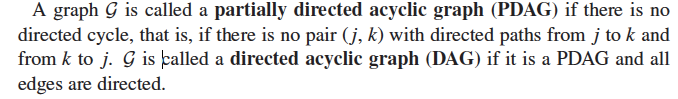 A graph 𝒢 is called a partially directed acyclic graph (PDAG) if there is no
directed cycle, that is, if there is no pair (j, k) with directed paths from j to k and
from k to j. 𝒢 is called a directed acyclic graph (DAG) if it is a PDAG and all
edges are directed.